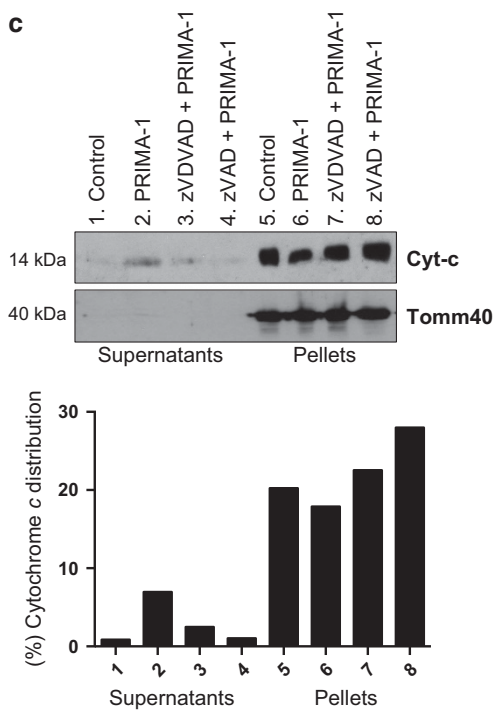 c
1. Control
2. PRIMA-1
3. zVDVAD + PRIMA-1
4. zVAD + PRIMA-1
5. Control
6. PRIMA-1
7. zVDVAD + PRIMA-1
8. zVAD + PRIMA-1
14 kDa Cyt-c
40 kDa Tomm40
Supernatants Pellets
(%) Cytochrome c distribution
30
20
10
0
1 2 3 4 5 6 7 8
Supernatants Pellets